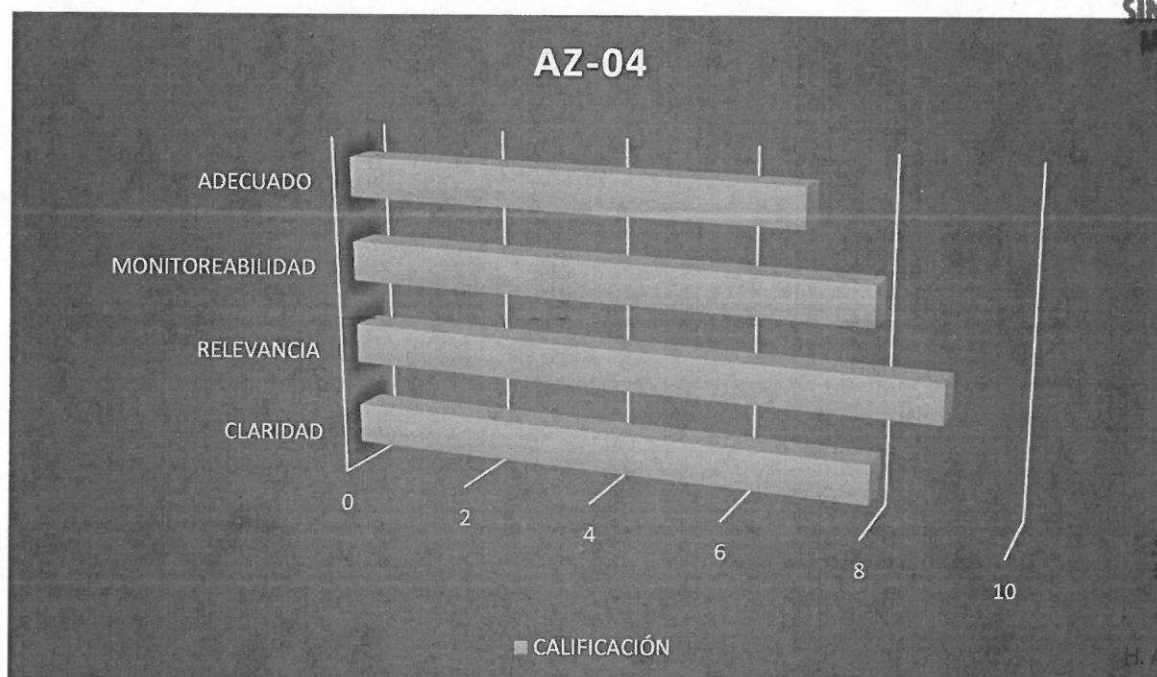 AZ-04
ADECUADO
MONITOREABILIDAD
RELEVANCIA
CLARIDAD
0
2
4
6
8
10
CALIFICACIÓN